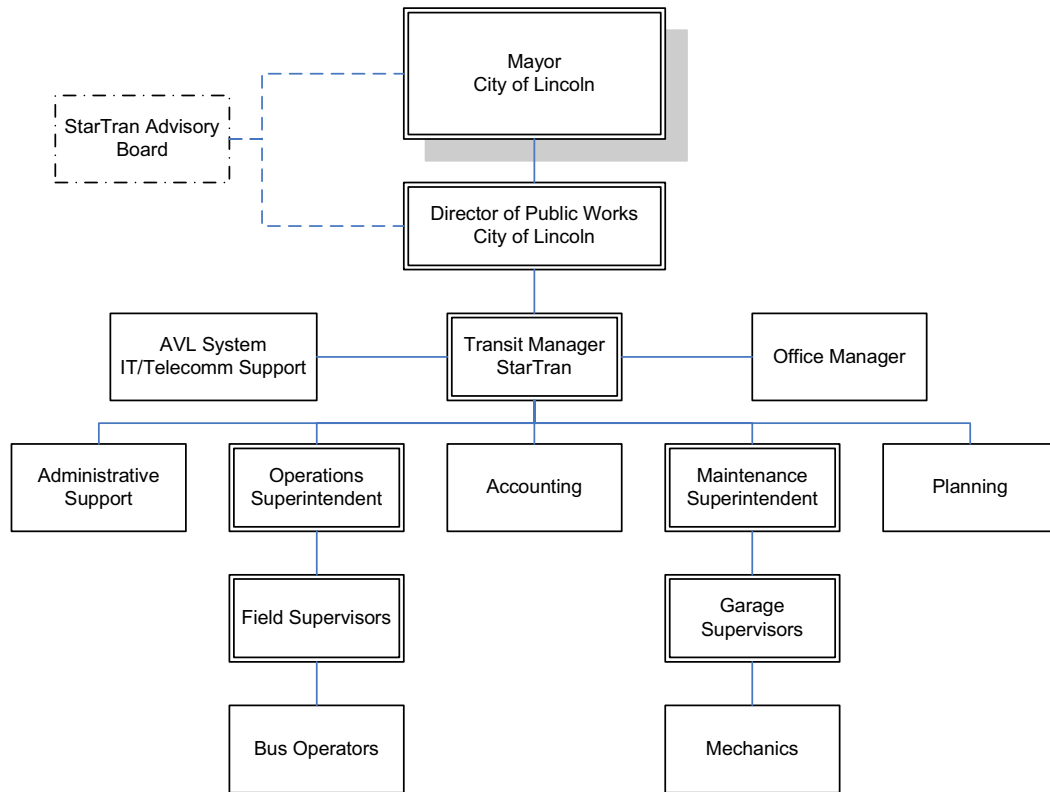 Mayor
City of Lincoln
StarTran Advisory
Board
Director of Public Works
City of Lincoln
AVL System
IT/Telecomm Support
Transit Manager
StarTran
Office Manager
Administrative
Support
Operations
Superintendent
Accounting
Maintenance
Superintendent
Planning
Field Supervisors
Garage
Supervisors
Bus Operators
Mechanics